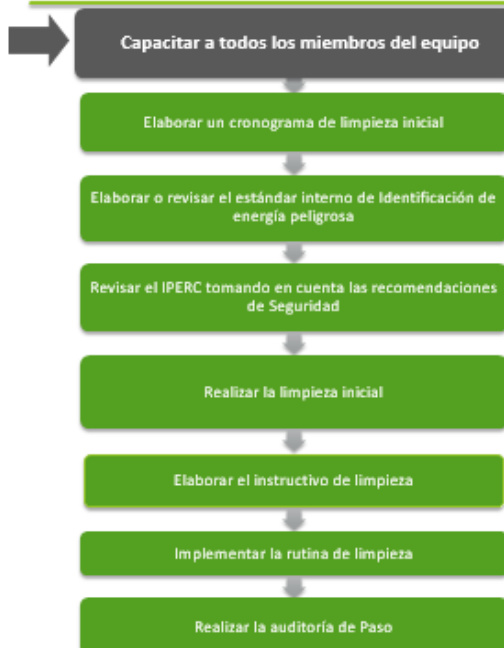 Capacitar a todos los miembros del equipo
Elaborar un cronograma de limpieza inicial
Elaborar o revisar el estándar interno de Identificación de
energía peligrosa
Revisar el IPERC tomando en cuenta las recomendaciones
de Seguridad
Realizar la limpieza inicial
Elaborar el instructivo de limpieza
Implementar la rutina de limpieza
Realizar la auditoría de Paso